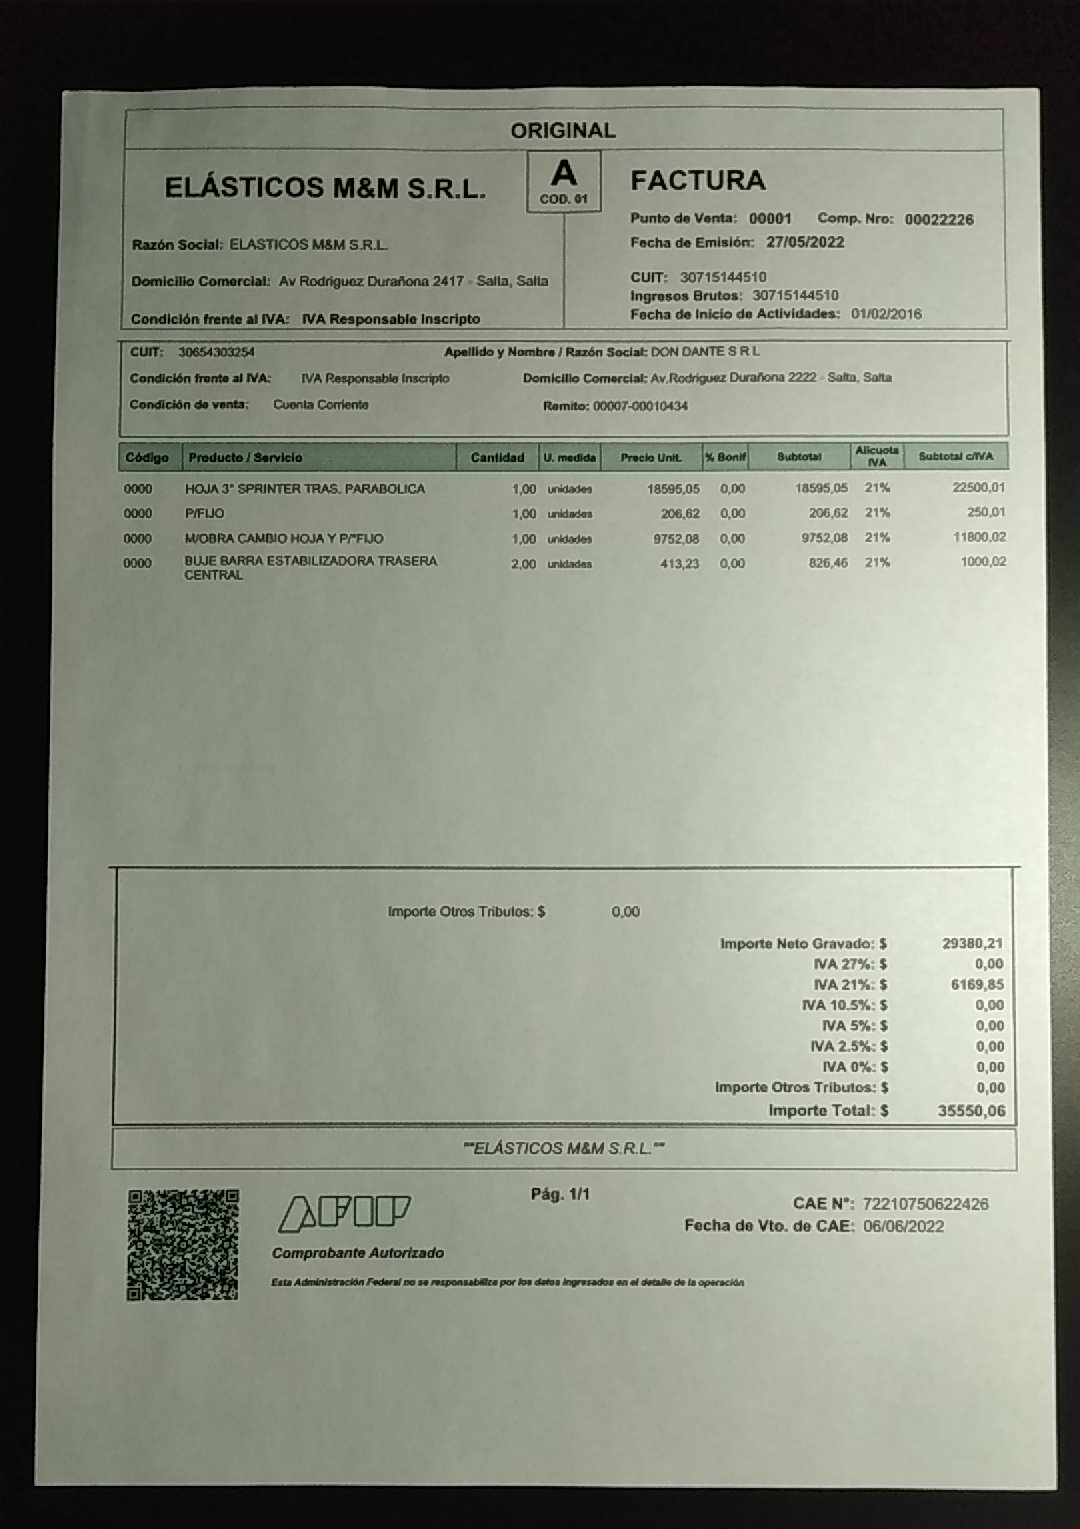 ORIGINAL
ELÁSTICOS M&M S.R.L.
A
COD. 01
FACTURA
Punto de Venta: 00001 Comp. Nro: 00022226
Razón Social: ELASTICOS M&M S.R.L.
Fecha de Emisión: 27/05/2022
Domicilio Comercial: Av Rodriguez Durañona 2417 - Salta, Salta
CUIT: 30715144510
Ingresos Brutos: 30715144510
Condición frente al IVA: IVA Responsable Inscripto
Fecha de Inicio de Actividades: 01/02/2016
CUIT: 30654303254 Apellido y Nombre / Razón Social: DON DANTE S R L
Condición frente al IVA: IVA Responsable Inscripto Domicilio Comercial: Av.Rodriguez Durañona 2222 - Salta, Salta
Condición de venta: Cuenta Corriente Remito: 00007-00010434
Código Producto / Servicio Cantidad U. medida Precio Unit. % Bonif Subtotal Alicuota IVA Subtotal c/IVA
0000 HOJA 3° SPRINTER TRAS. PARABOLICA 1,00 unidades 18595,05 0,00 18595,05 21% 22500,01
0000 P/FIJO 1,00 unidades 206,62 0,00 206,62 21% 250,01
0000 M/OBRA CAMBIO HOJA Y P/"FIJO 1,00 unidades 9752,08 0,00 9752,08 21% 11800,02
0000 BUJE BARRA ESTABILIZADORA TRASERA 2,00 unidades 413,23 0,00 826,46 21% 1000,02
CENTRAL
Importe Otros Tributos: $ 0,00
Importe Neto Gravado: $ 29380,21
IVA 27%: $ 0,00
IVA 21%: $ 6169,85
IVA 10.5%: $ 0,00
IVA 5%: $ 0,00
IVA 2.5%: $ 0,00
IVA 0%: $ 0,00
Importe Otros Tributos: $ 0,00
Importe Total: $ 35550,06
""ELÁSTICOS M&M S.R.L.""
AFIP
Pág. 1/1
CAE N°: 72210750622426
Fecha de Vto. de CAE: 06/06/2022
Comprobante Autorizado
Esta Administración Federal no se responsabiliza por los datos ingresados en el detalle de la operación